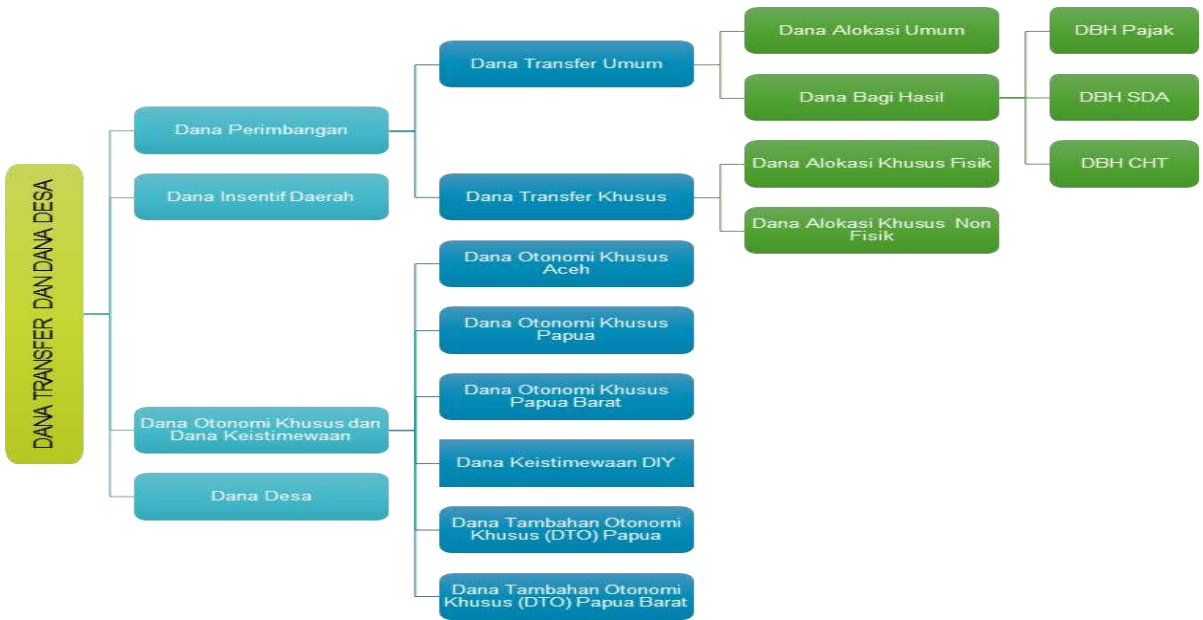 DANA TRANSFER DAN DANA DESA
Dana Perimbangan
Dana Insentif Daerah
Dana Otonomi Khusus dan
Dana Keistimewaan
Dana Desa
Dana Transfer Umum
Dana Transfer Khusus
Dana Otonomi Khusus
Aceh
Dana Otonomi Khusus
Papua
Dana Otonomi Khusus
Papua Barat
Dana Keistimewaan DIY
Dana Tambahan Otonomi
Khusus (DTO) Papua
Dana Tambahan Otonomi
Khusus (DTO) Papua Barat
Dana Alokasi Umum
Dana Bagi Hasil
Dana Alokasi Khusus Fisik
Dana Alokasi Khusus Non
Fisik
DBH Pajak
DBH SDA
DBH CHT